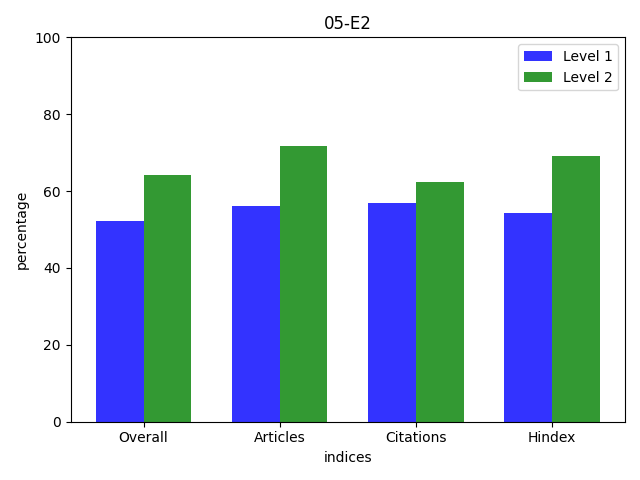 05-E2
Level 1
Level 2
percentage
100
80
60
40
20
0
Overall Articles Citations Hindex
indices